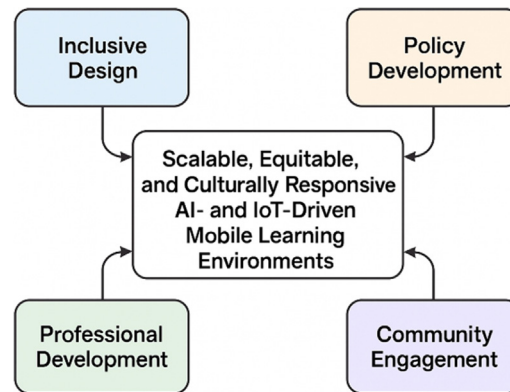 Inclusive
Design
Policy
Development
Scalable, Equitable,
and Culturally Responsive
AI- and IoT-Driven
Mobile Learning
Environments
Professional
Development
Community
Engagement